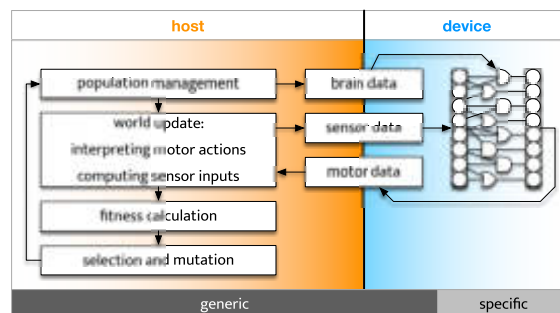 host
device
population management
brain data
world update:
sensor data
interpreting motor actions
motor data
computing sensor inputs
fitness calculation
selection and mutation
generic
specific